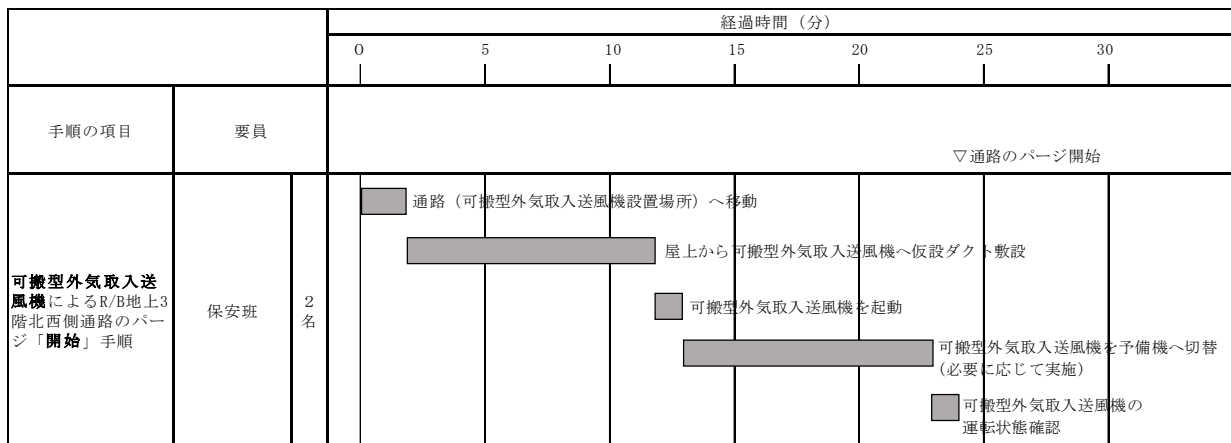 経過時間（分）
0 5 10 15 20 25 30
手順の項目 要員
▽通路のパージ開始
可搬型外気取入送
風機によるR/B地上3
階北西側通路のパー
ジ「開始」手順
保安班
2
名
通路（可搬型外気取入送風機設置場所）へ移動
屋上から可搬型外気取入送風機へ仮設ダクト敷設
可搬型外気取入送風機を起動
可搬型外気取入送風機を予備機へ切替
(必要に応じて実施)
可搬型外気取入送風機の
運転状態確認